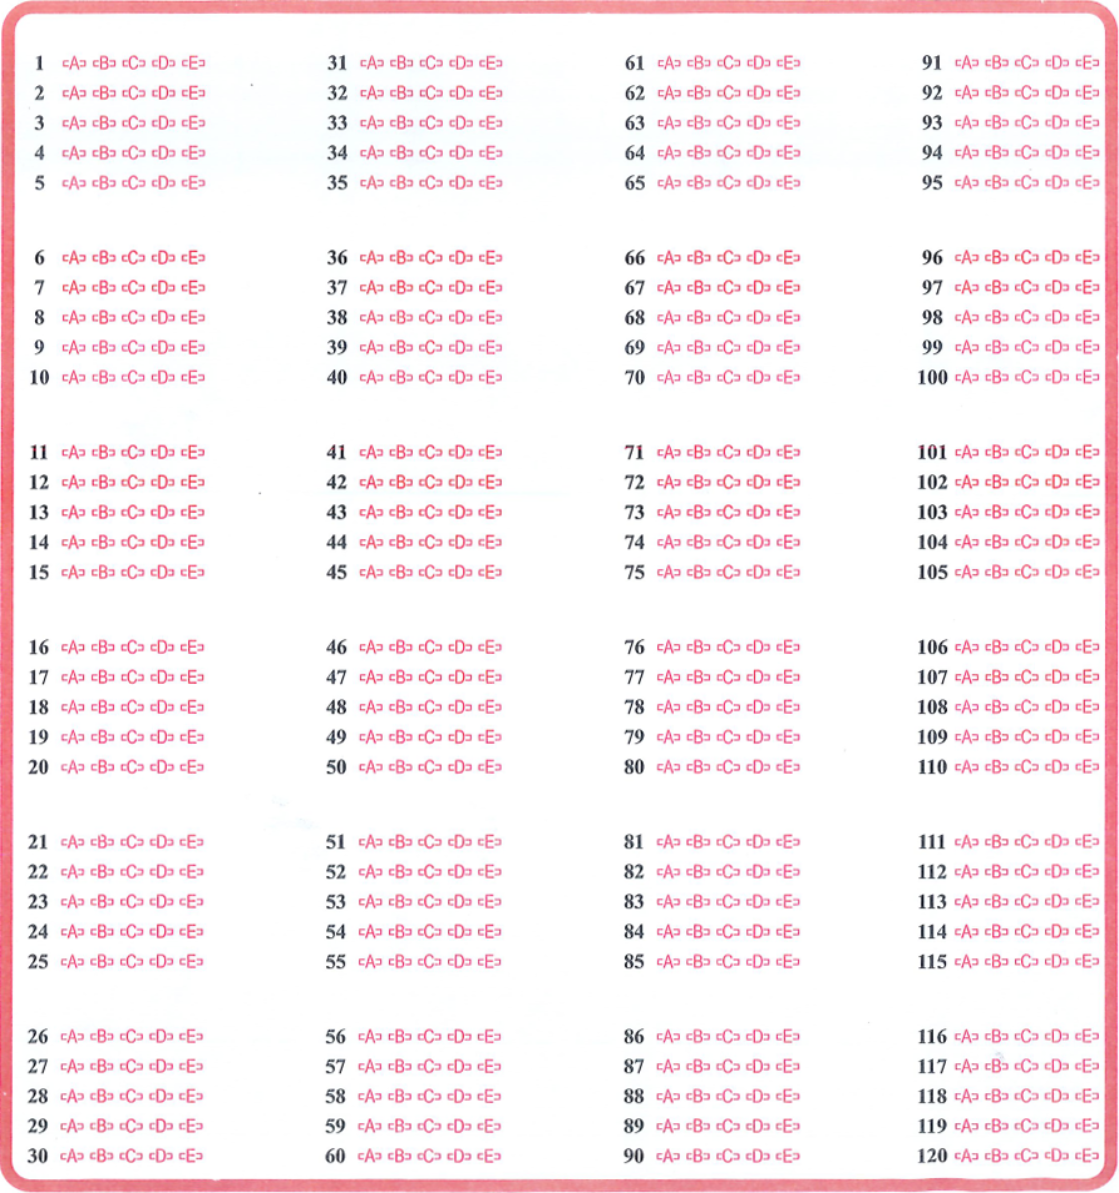 1 [A] [B] [C] [D] [E]
2 [A] [B] [C] [D] [E]
3 [A] [B] [C] [D] [E]
4 [A] [B] [C] [D] [E]
5 [A] [B] [C] [D] [E]
6 [A] [B] [C] [D] [E]
7 [A] [B] [C] [D] [E]
8 [A] [B] [C] [D] [E]
9 [A] [B] [C] [D] [E]
10 [A] [B] [C] [D] [E]
11 [A] [B] [C] [D] [E]
12 [A] [B] [C] [D] [E]
13 [A] [B] [C] [D] [E]
14 [A] [B] [C] [D] [E]
15 [A] [B] [C] [D] [E]
16 [A] [B] [C] [D] [E]
17 [A] [B] [C] [D] [E]
18 [A] [B] [C] [D] [E]
19 [A] [B] [C] [D] [E]
20 [A] [B] [C] [D] [E]
21 [A] [B] [C] [D] [E]
22 [A] [B] [C] [D] [E]
23 [A] [B] [C] [D] [E]
24 [A] [B] [C] [D] [E]
25 [A] [B] [C] [D] [E]
26 [A] [B] [C] [D] [E]
27 [A] [B] [C] [D] [E]
28 [A] [B] [C] [D] [E]
29 [A] [B] [C] [D] [E]
30 [A] [B] [C] [D] [E]
31 [A] [B] [C] [D] [E]
32 [A] [B] [C] [D] [E]
33 [A] [B] [C] [D] [E]
34 [A] [B] [C] [D] [E]
35 [A] [B] [C] [D] [E]
36 [A] [B] [C] [D] [E]
37 [A] [B] [C] [D] [E]
38 [A] [B] [C] [D] [E]
39 [A] [B] [C] [D] [E]
40 [A] [B] [C] [D] [E]
41 [A] [B] [C] [D] [E]
42 [A] [B] [C] [D] [E]
43 [A] [B] [C] [D] [E]
44 [A] [B] [C] [D] [E]
45 [A] [B] [C] [D] [E]
46 [A] [B] [C] [D] [E]
47 [A] [B] [C] [D] [E]
48 [A] [B] [C] [D] [E]
49 [A] [B] [C] [D] [E]
50 [A] [B] [C] [D] [E]
51 [A] [B] [C] [D] [E]
52 [A] [B] [C] [D] [E]
53 [A] [B] [C] [D] [E]
54 [A] [B] [C] [D] [E]
55 [A] [B] [C] [D] [E]
56 [A] [B] [C] [D] [E]
57 [A] [B] [C] [D] [E]
58 [A] [B] [C] [D] [E]
59 [A] [B] [C] [D] [E]
60 [A] [B] [C] [D] [E]
61 [A] [B] [C] [D] [E]
62 [A] [B] [C] [D] [E]
63 [A] [B] [C] [D] [E]
64 [A] [B] [C] [D] [E]
65 [A] [B] [C] [D] [E]
66 [A] [B] [C] [D] [E]
67 [A] [B] [C] [D] [E]
68 [A] [B] [C] [D] [E]
69 [A] [B] [C] [D] [E]
70 [A] [B] [C] [D] [E]
71 [A] [B] [C] [D] [E]
72 [A] [B] [C] [D] [E]
73 [A] [B] [C] [D] [E]
74 [A] [B] [C] [D] [E]
75 [A] [B] [C] [D] [E]
76 [A] [B] [C] [D] [E]
77 [A] [B] [C] [D] [E]
78 [A] [B] [C] [D] [E]
79 [A] [B] [C] [D] [E]
80 [A] [B] [C] [D] [E]
81 [A] [B] [C] [D] [E]
82 [A] [B] [C] [D] [E]
83 [A] [B] [C] [D] [E]
84 [A] [B] [C] [D] [E]
85 [A] [B] [C] [D] [E]
86 [A] [B] [C] [D] [E]
87 [A] [B] [C] [D] [E]
88 [A] [B] [C] [D] [E]
89 [A] [B] [C] [D] [E]
90 [A] [B] [C] [D] [E]
91 [A] [B] [C] [D] [E]
92 [A] [B] [C] [D] [E]
93 [A] [B] [C] [D] [E]
94 [A] [B] [C] [D] [E]
95 [A] [B] [C] [D] [E]
96 [A] [B] [C] [D] [E]
97 [A] [B] [C] [D] [E]
98 [A] [B] [C] [D] [E]
99 [A] [B] [C] [D] [E]
100 [A] [B] [C] [D] [E]
101 [A] [B] [C] [D] [E]
102 [A] [B] [C] [D] [E]
103 [A] [B] [C] [D] [E]
104 [A] [B] [C] [D] [E]
105 [A] [B] [C] [D] [E]
106 [A] [B] [C] [D] [E]
107 [A] [B] [C] [D] [E]
108 [A] [B] [C] [D] [E]
109 [A] [B] [C] [D] [E]
110 [A] [B] [C] [D] [E]
111 [A] [B] [C] [D] [E]
112 [A] [B] [C] [D] [E]
113 [A] [B] [C] [D] [E]
114 [A] [B] [C] [D] [E]
115 [A] [B] [C] [D] [E]
116 [A] [B] [C] [D] [E]
117 [A] [B] [C] [D] [E]
118 [A] [B] [C] [D] [E]
119 [A] [B] [C] [D] [E]
120 [A] [B] [C] [D] [E]